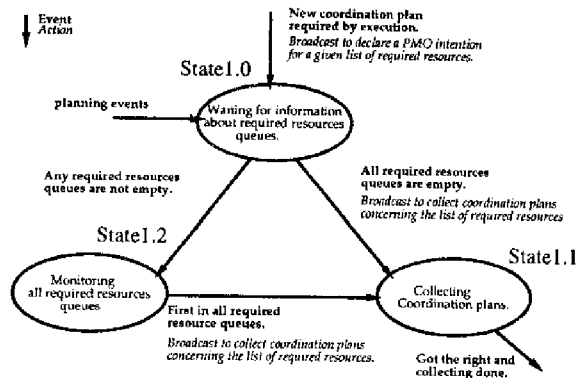 Event
Action
New coordination plan
required by execution.
Broadcast to declare a PMO intention
for a given list of required resources.
State1.0
planning events
Waning for information
about required resources
queues.
Any required resources
queues are not empty.
All required resources
queues are empty.
Broadcast to collect coordination plans
concerning the list of required resources
State1.2
State1.1
Monitoring
all required resources
queues
Collecting
Coordination plans.
First in all required
resource queues.
Broadcast to collect coordination plans
concerning the list of required resources.
Got the right and
collecting done.